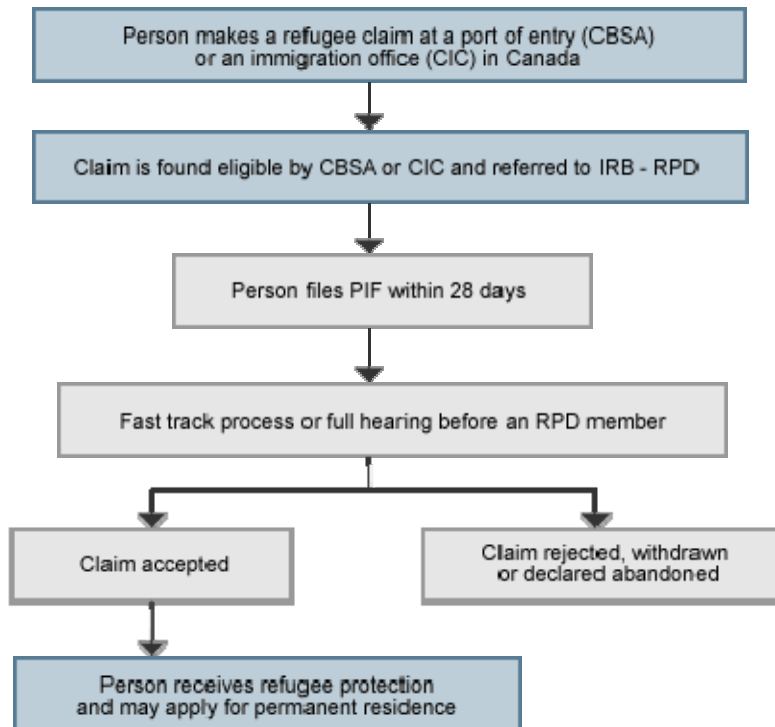 Person makes a refugee claim at a port of entry (CBSA)
or an immigration office (CIC) in Canada
Claim is found eligible by CBSA or CIC and referred to IRB - RPD
Person files PIF within 28 days
Fast track process or full hearing before an RPD member
Claim accepted
Claim rejected, withdrawn
or declared abandoned
Person receives refugee protection
and may apply for permanent residence